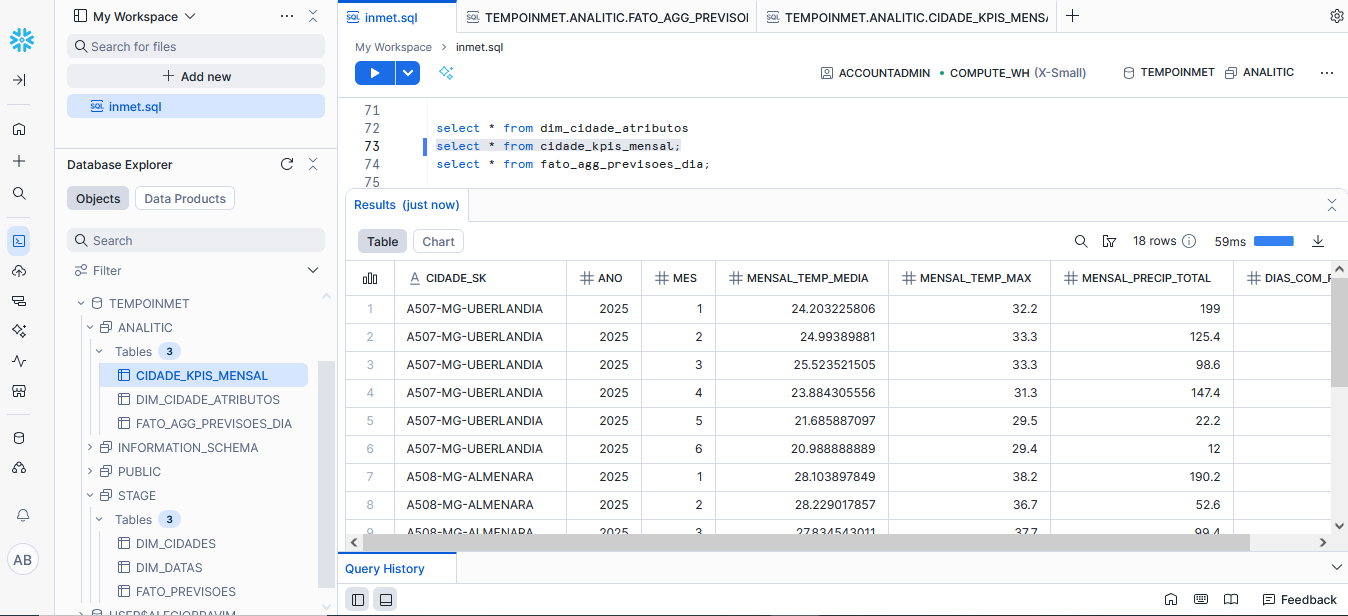 My Workspace
Search for files
Add new
SQL inmet.sql
Database Explorer
Objects Data Products
Search
Filter
TEMPOINMET
ANALITIC
Tables 3
CIDADE_KPIS_MENSAL
DIM_CIDADE_ATRIBUTOS
FATO_AGG_PREVISOES_DIA
INFORMATION_SCHEMA
PUBLIC
STAGE
Tables 3
DIM_CIDADES
DIM_DATAS
FATO_PREVISOES
AB
SQL inmet.sql SQL TEMPOINMET.ANALITIC.FATO_AGG_PREVISOI SQL TEMPOINMET.ANALITIC.CIDADE_KPIS_MENSA
My Workspace > inmet.sql
ACCOUNTADMIN COMPUTE_WH (X-Small) TEMPOINMET ANALITIC
71
72 select * from dim_cidade_atributos
73 select * from cidade_kpis_mensal;
74 select * from fato_agg_previsoes_dia;
75
Results (just now)
Table Chart 18 rows 59ms
CIDADE_SK ANO MES MENSAL_TEMP_MEDIA MENSAL_TEMP_MAX MENSAL_PRECIP_TOTAL DIAS_COM_P
1 A507-MG-UBERLANDIA 2025 1 24.203225806 32.2 199
2 A507-MG-UBERLANDIA 2025 2 24.99389881 33.3 125.4
3 A507-MG-UBERLANDIA 2025 3 25.523521505 33.3 98.6
4 A507-MG-UBERLANDIA 2025 4 23.884305556 31.3 147.4
5 A507-MG-UBERLANDIA 2025 5 21.685887097 29.5 22.2
6 A507-MG-UBERLANDIA 2025 6 20.988888889 29.4 12
7 A508-MG-ALMENARA 2025 1 28.103897849 38.2 190.2
8 A508-MG-ALMENARA 2025 2 28.229017857 36.7 52.6
9 A508-MG-ALMENARA 2025 3 27.834543011 37.7 99.4
Query History
Feedback